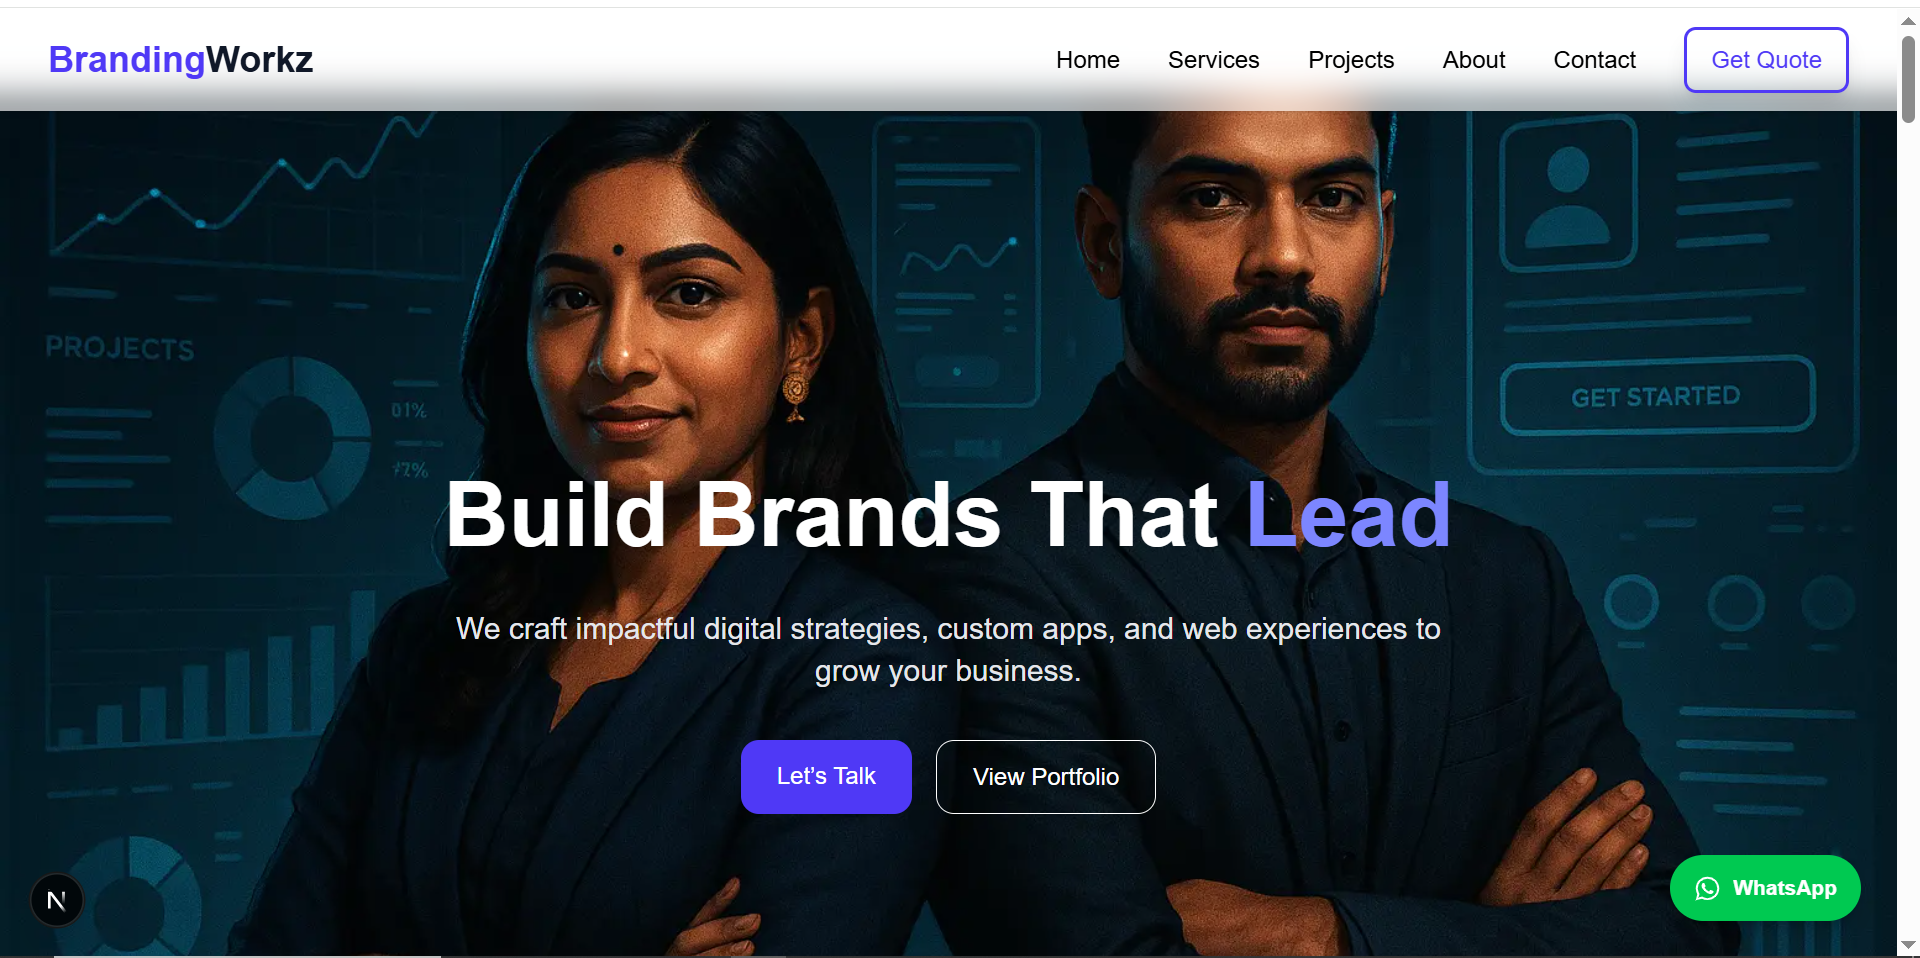 BrandingWorkz
Home
Services
Projects
About
Contact
Get Quote
PROJECTS
01%
GET STARTED
Build Brands That Lead
We craft impactful digital strategies, custom apps, and web experiences to
grow your business.
Let’s Talk
View Portfolio
N
WhatsApp